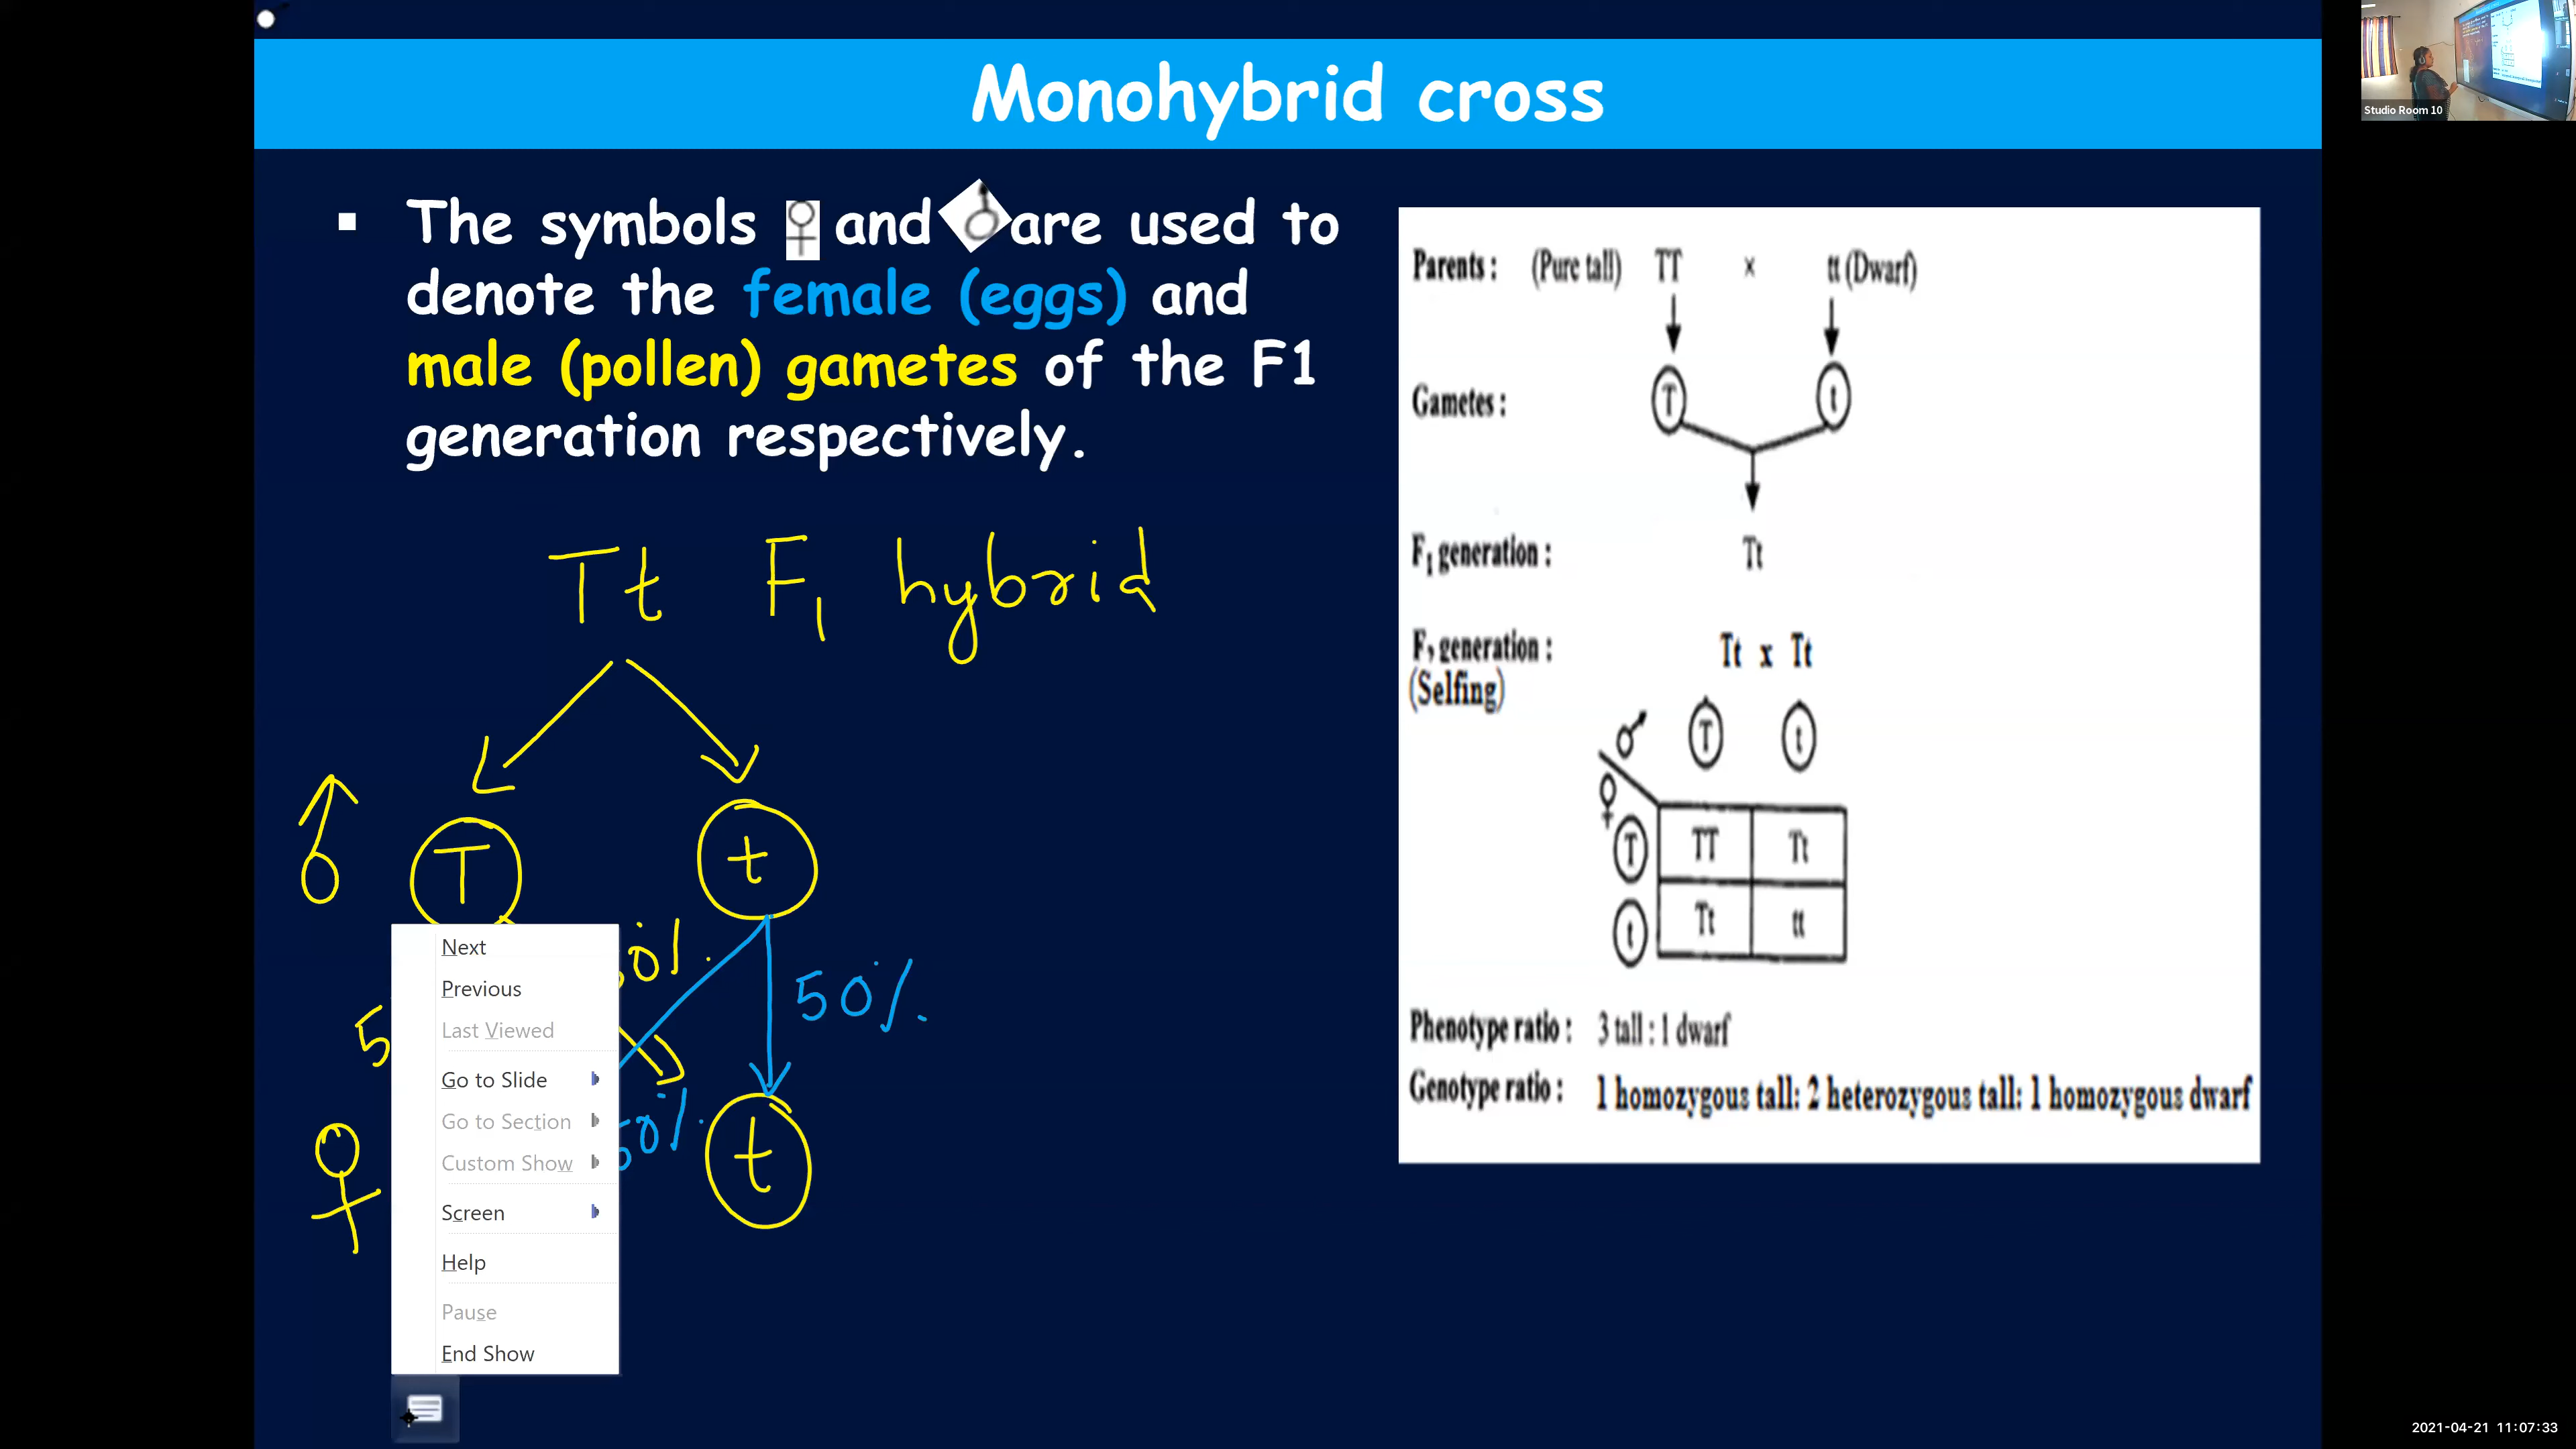 Monohybrid cross
Studio Room 10
▪ The symbols ♀ and ♂ are used to
denote the female (eggs) and
male (pollen) gametes of the F1
generation respectively.
Tt F₁ hybrid
♂ T t
0%.
50%.
5
50%.
♀ t
Next
Previous
Last Viewed
Go to Slide
Go to Section
Custom Show
Screen
Help
Pause
End Show
Parents : (Pure tall) TT × tt (Dwarf)
Gametes : T t
F₁ generation : Tt
F₂ generation : Tt x Tt
(Selfing)
♂ T t
♀
T TT Tt
t Tt tt
Phenotype ratio : 3 tall : 1 dwarf
Genotype ratio : 1 homozygous tall: 2 heterozygous tall: 1 homozygous dwarf
2021-04-21 11:07:33